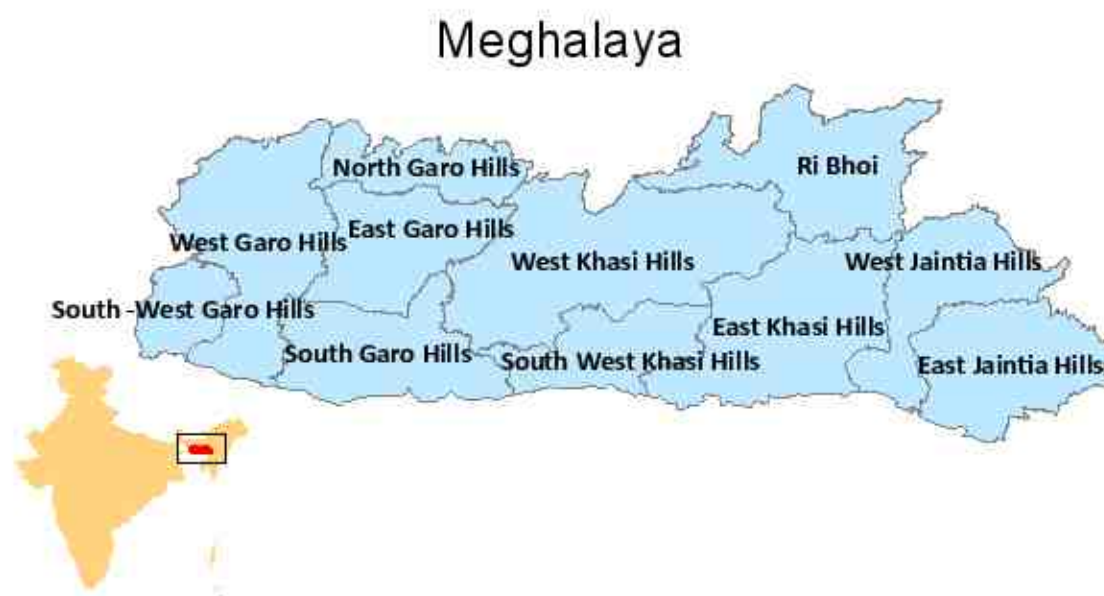 Meghalaya
North Garo Hills
Ri Bhoi
East Garo Hills
West Garo Hills
West Khasi Hills
West Jaintia Hills
South -West Garo Hills
East Khasi Hills
South Garo Hills
South West Khasi Hills
East Jaintia Hills